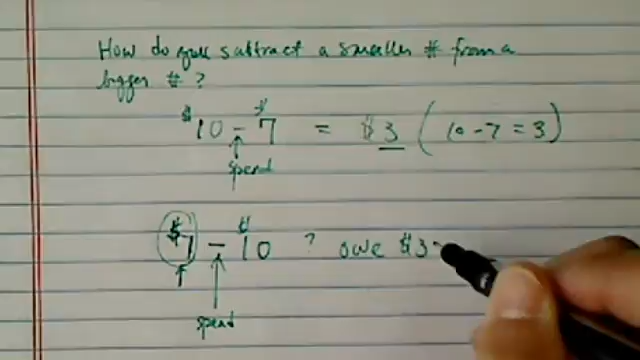 How do you subtract a smaller # from a
bigger # ?
$10 - $7 = $3 ( 10 - 7 = 3 )
spend
$7 - $10 ? owe $3
spend